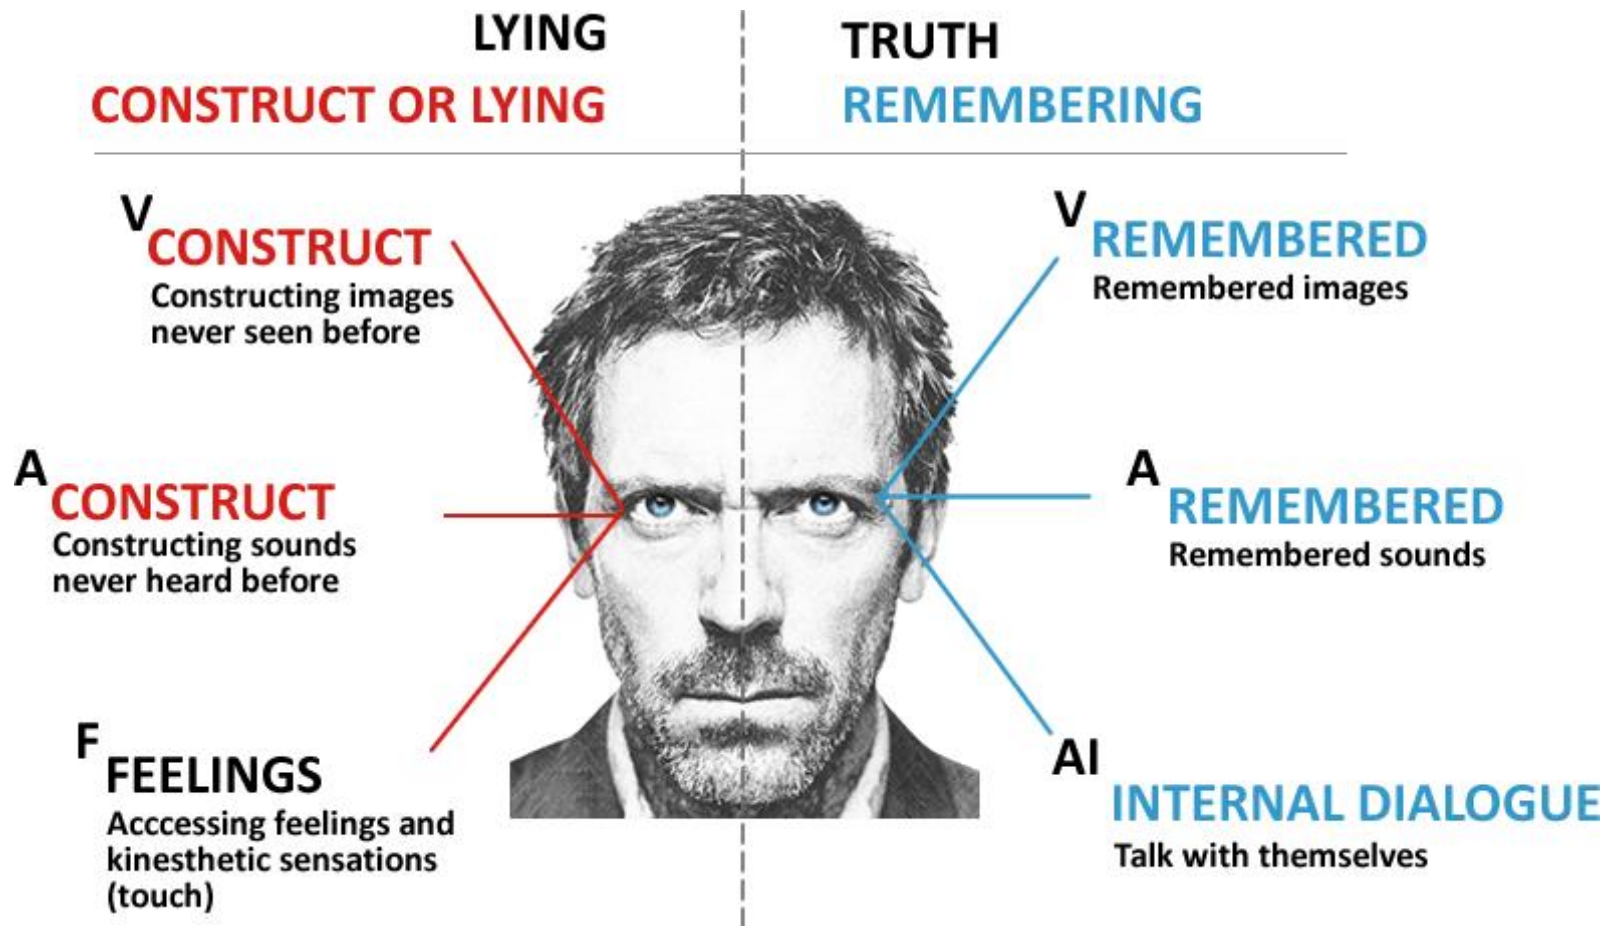 LYING
CONSTRUCT OR LYING
TRUTH
REMEMBERING
V
CONSTRUCT
Constructing images
never seen before
V
REMEMBERED
Remembered images
A
CONSTRUCT
Constructing sounds
never heard before
A
REMEMBERED
Remembered sounds
F
FEELINGS
Acccessing feelings and
kinesthetic sensations
(touch)
AI
INTERNAL DIALOGUE
Talk with themselves